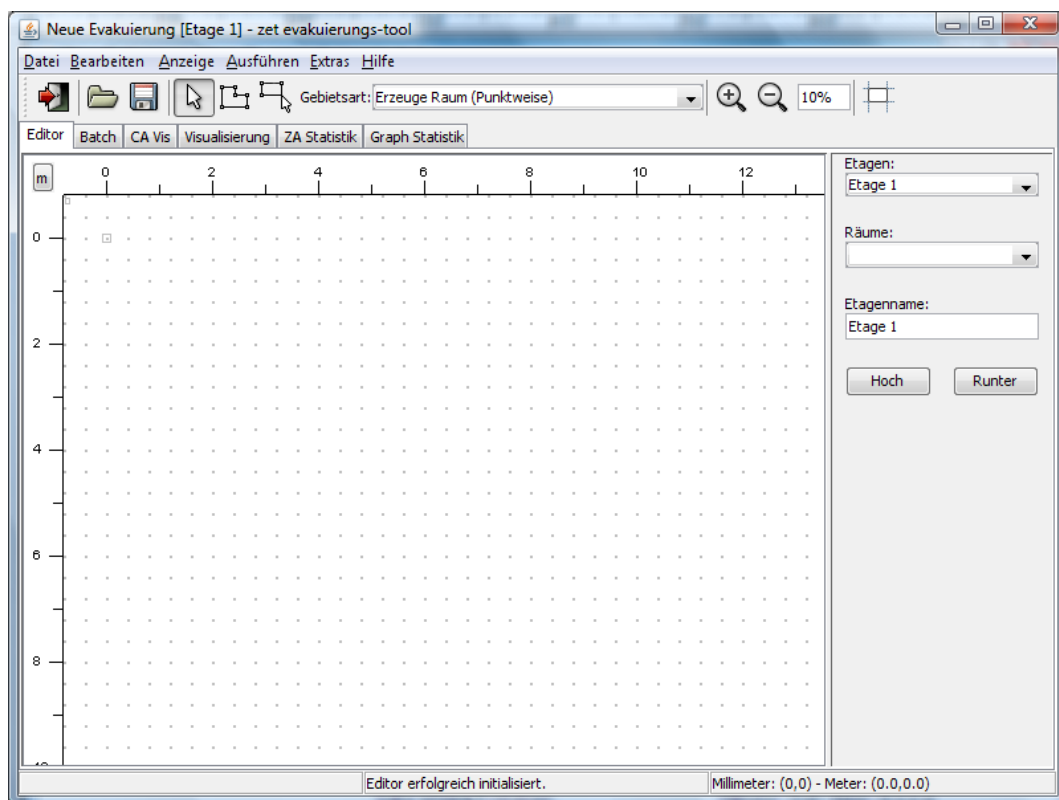 Neue Evakuierung [Etage 1] - zet evakuierungs-tool
Datei Bearbeiten Anzeige Ausführen Extras Hilfe
Gebietsart: Erzeuge Raum (Punktweise) 10%
Editor Batch CA Vis Visualisierung ZA Statistik Graph Statistik
m 0 2 4 6 8 10 12
Etagen:
Etage 1
0
Räume:
Etagenname:
Etage 1
2
Hoch Runter
4
6
8
10
Editor erfolgreich initialisiert. Millimeter: (0,0) - Meter: (0.0,0.0)